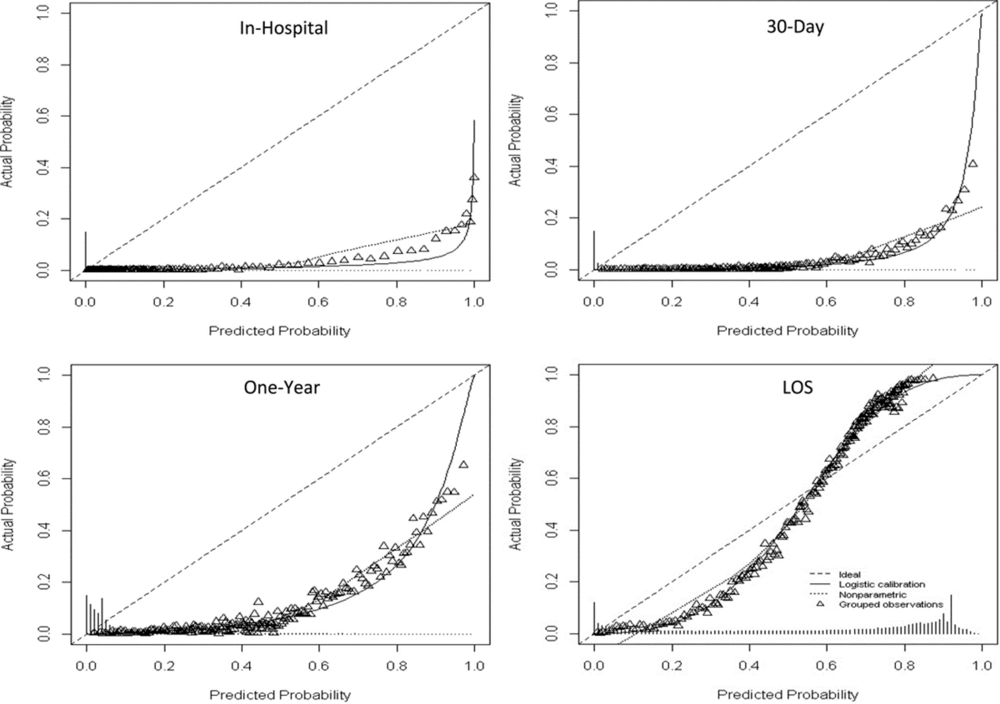 In-Hospital
Actual Probability
1.0
0.8
0.6
0.4
0.2
0.0
0.0 0.2 0.4 0.6 0.8 1.0
Predicted Probability
30-Day
Actual Probability
1.0
0.8
0.6
0.4
0.2
0.0
0.0 0.2 0.4 0.6 0.8 1.0
Predicted Probability
One-Year
Actual Probability
1.0
0.8
0.6
0.4
0.2
0.0
0.0 0.2 0.4 0.6 0.8 1.0
Predicted Probability
LOS
Actual Probability
1.0
0.8
0.6
0.4
0.2
0.0
Ideal
Logistic calibration
Nonparametric
Grouped observations
0.0 0.2 0.4 0.6 0.8 1.0
Predicted Probability